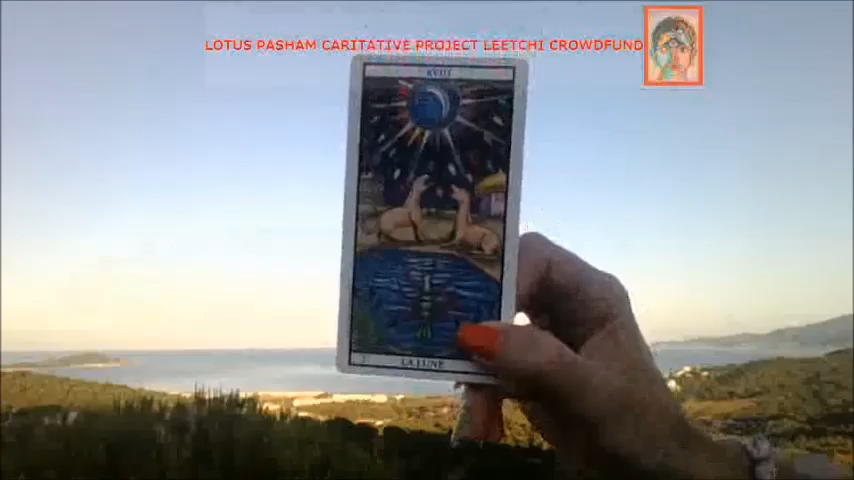 LOTUS PASHAM CARITATIVE PROJECT LEETCHI CROWDFUND
XVIII
LA LUNE